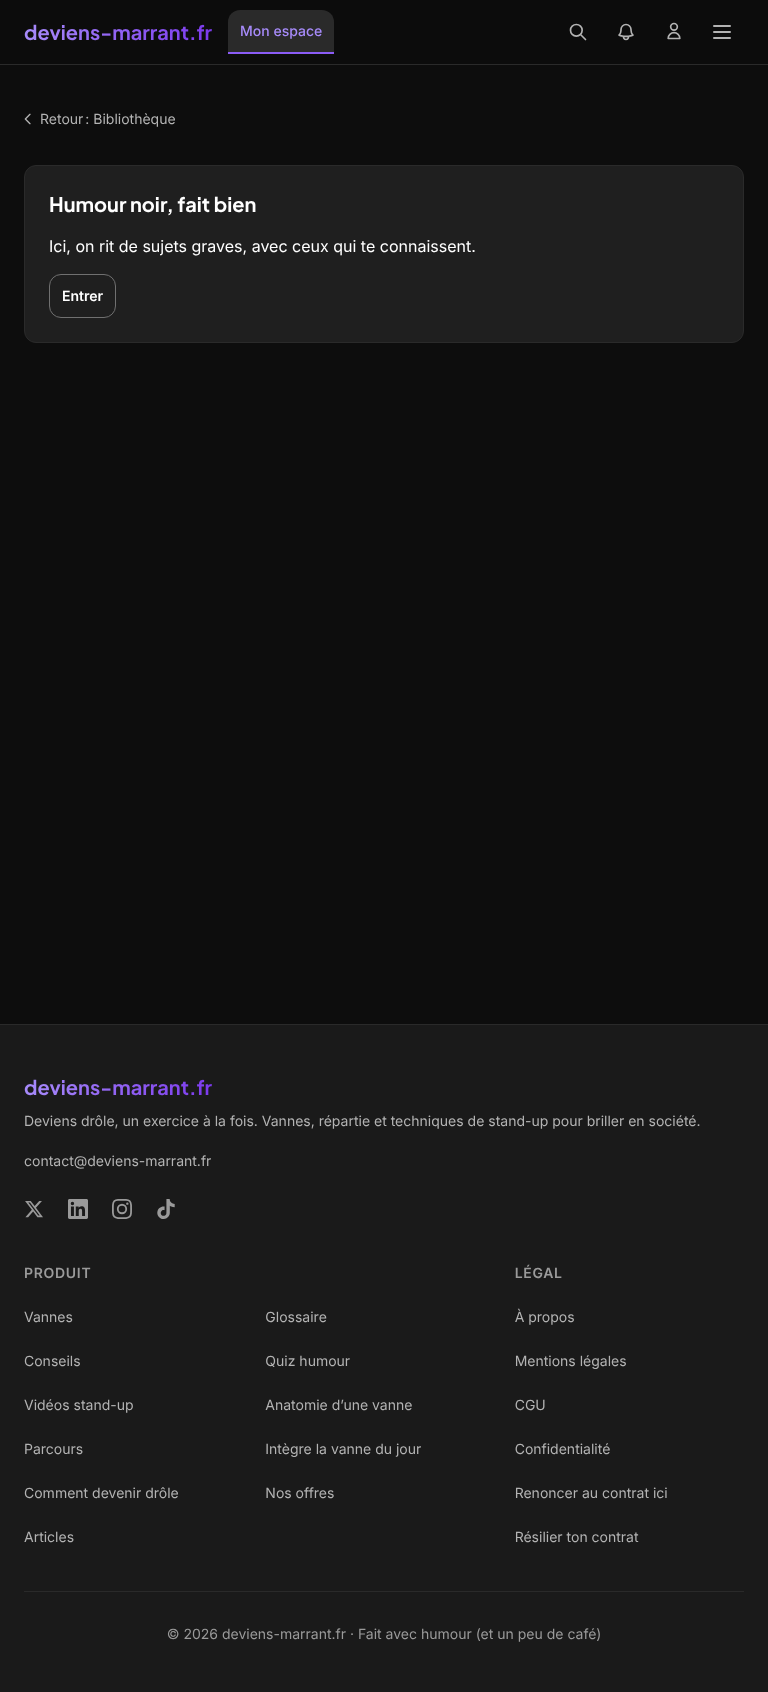 deviens-marrant.fr
Mon espace
Retour : Bibliothèque
Humour noir, fait bien
Ici, on rit de sujets graves, avec ceux qui te connaissent.
Entrer
deviens-marrant.fr
Deviens drôle, un exercice à la fois. Vannes, répartie et techniques de stand-up pour briller en société.
contact@deviens-marrant.fr
PRODUIT
Vannes
Conseils
Vidéos stand-up
Parcours
Comment devenir drôle
Articles
Glossaire
Quiz humour
Anatomie d’une vanne
Intègre la vanne du jour
Nos offres
LÉGAL
À propos
Mentions légales
CGU
Confidentialité
Renoncer au contrat ici
Résilier ton contrat
© 2026 deviens-marrant.fr · Fait avec humour (et un peu de café)